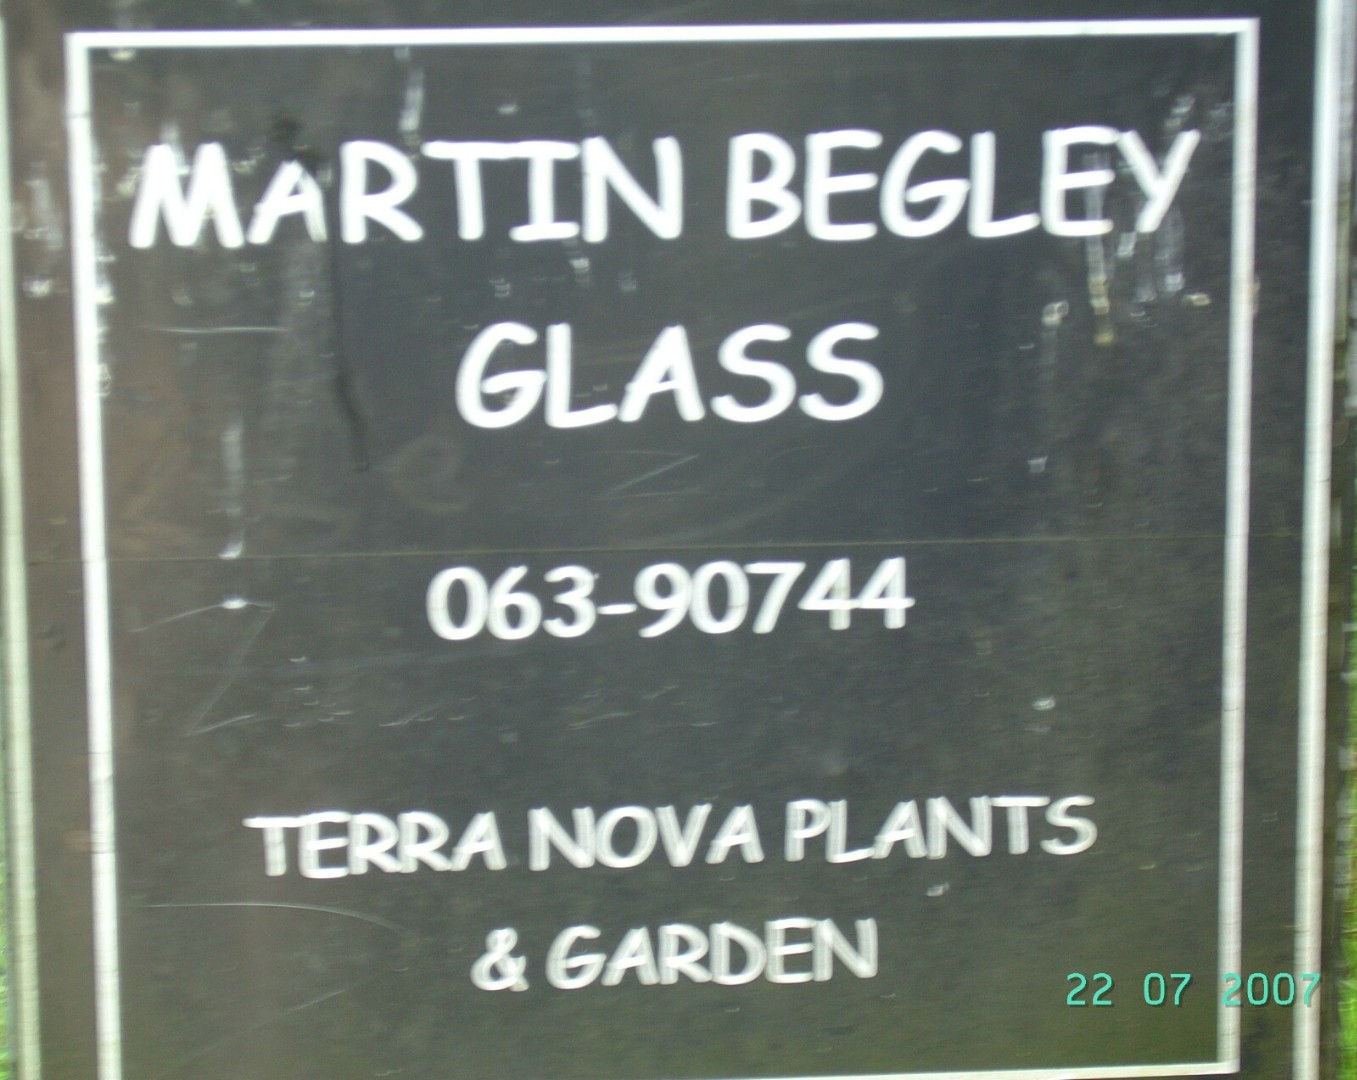 MARTIN BEGLEY
GLASS
063-90744
TERRA NOVA PLANTS
& GARDEN
22 07 2007